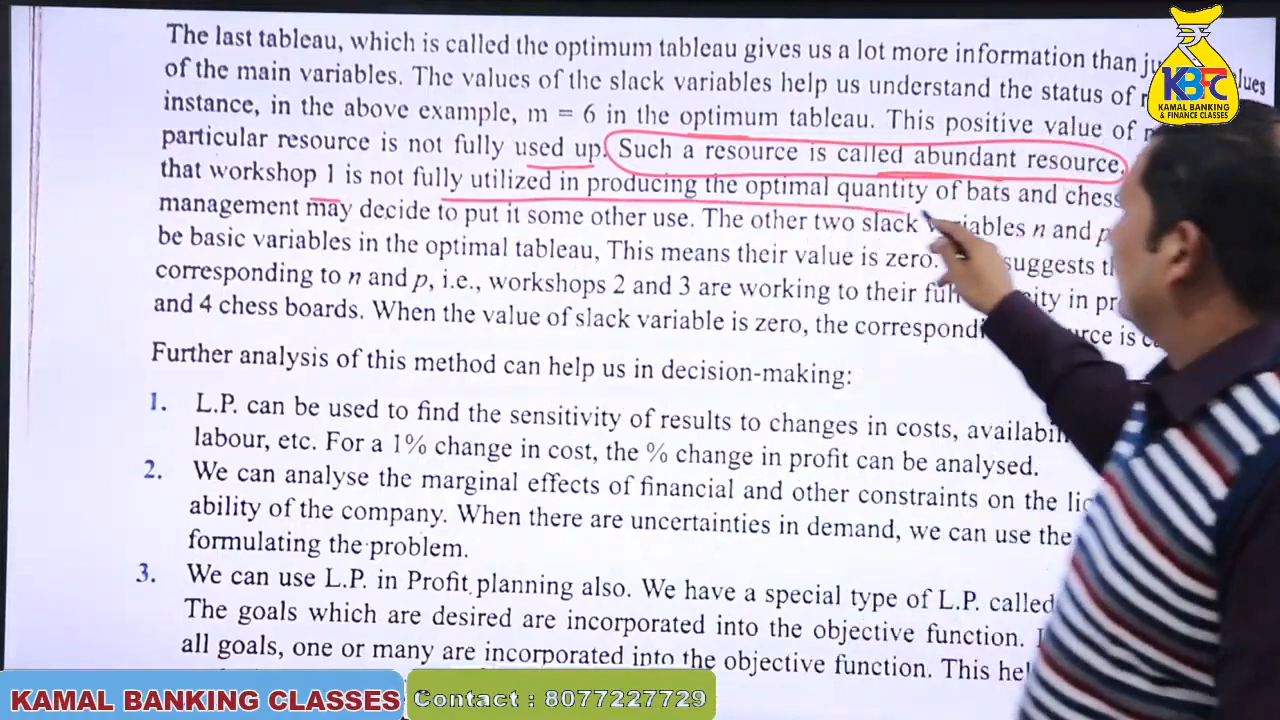 The last tableau, which is called the optimum tableau gives us a lot more information than
of the main variables. The values of the slack variables help us understand the status of
instance, in the above example, m = 6 in the optimum tableau. This positive value of
particular resource is not fully used up. Such a resource is called abundant resource.
that workshop 1 is not fully utilized in producing the optimal quantity of bats and chess
management may decide to put it some other use. The other two slack variables n and p
be basic variables in the optimal tableau, This means their value is zero. suggests
corresponding to n and p, i.e., workshops 2 and 3 are working to their in
and 4 chess boards. When the value of slack variable is zero, the is
Further analysis of this method can help us in decision-making:
1. L.P. can be used to find the sensitivity of results to changes in costs,
labour, etc. For a 1% change in cost, the % change in profit can be analysed.
2. We can analyse the marginal effects of financial and other constraints on the
ability of the company. When there are uncertainties in demand, we can use the
formulating the problem.
3. We can use L.P. in Profit planning also. We have a special type of L.P. called
The goals which are desired are incorporated into the objective function.
all goals, one or many are incorporated into the objective function. This
KBFC
KAMAL BANKING
& FINANCE CLASSES
KAMAL BANKING CLASSES
Contact : 8077227729